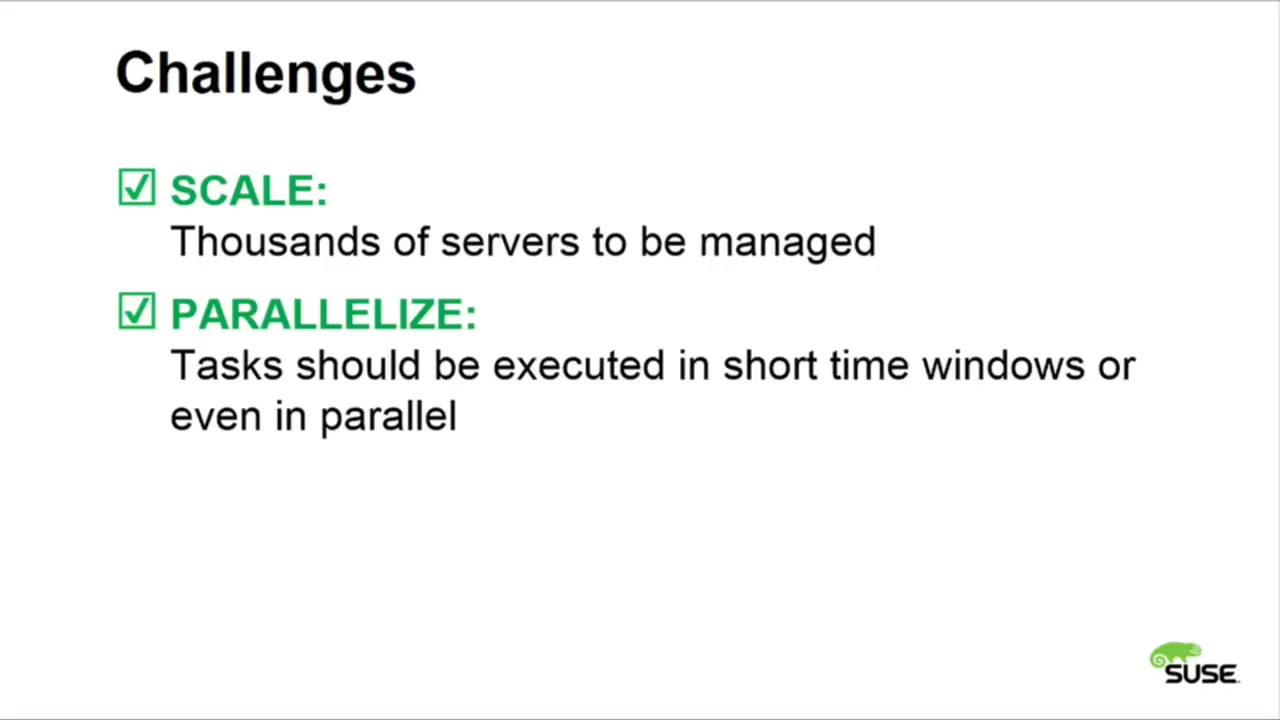 Challenges
SCALE:
Thousands of servers to be managed
PARALLELIZE:
Tasks should be executed in short time windows or
even in parallel
SUSE